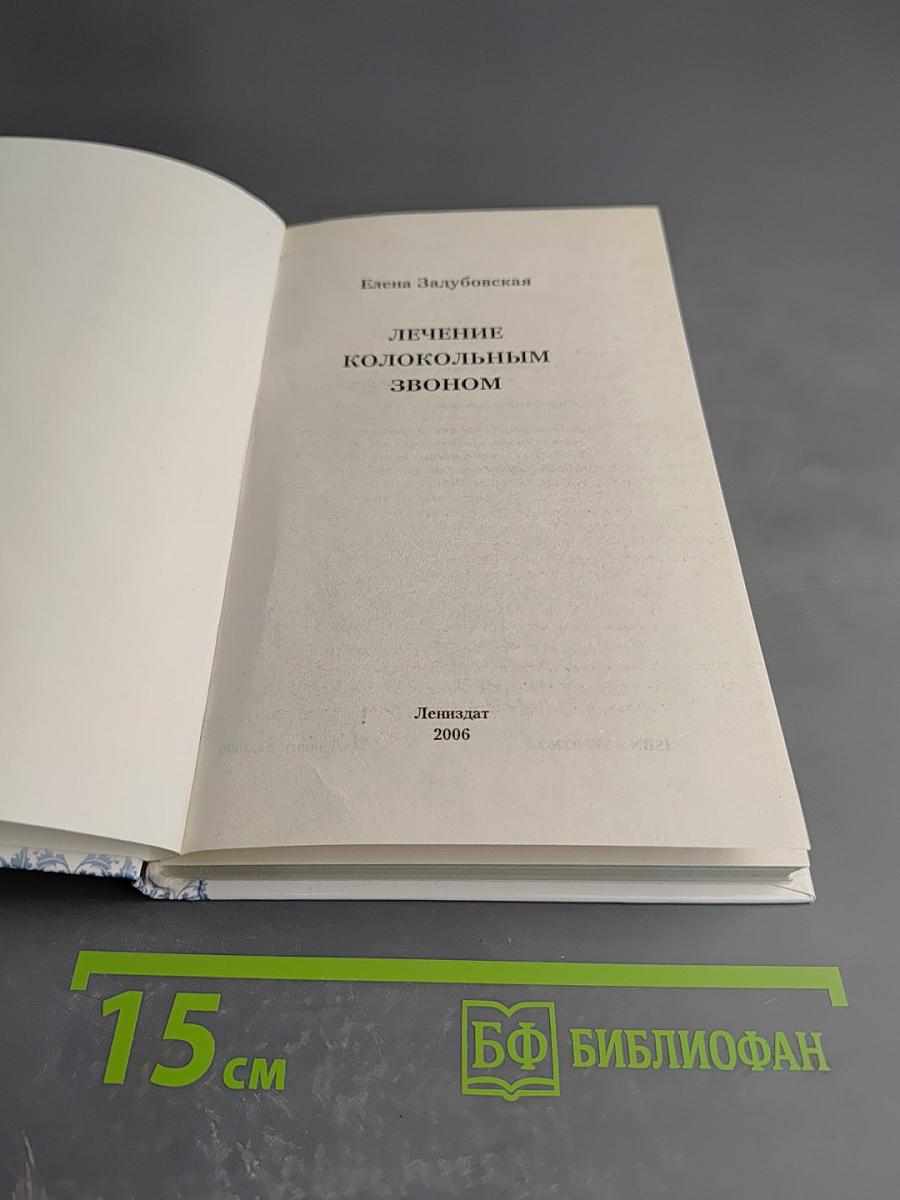 Елена Задубовская
ЛЕЧЕНИЕ
КОЛОКОЛЬНЫМ
ЗВОНОМ
Лениздат
2006
15 см
БФ БИБЛИОФАН